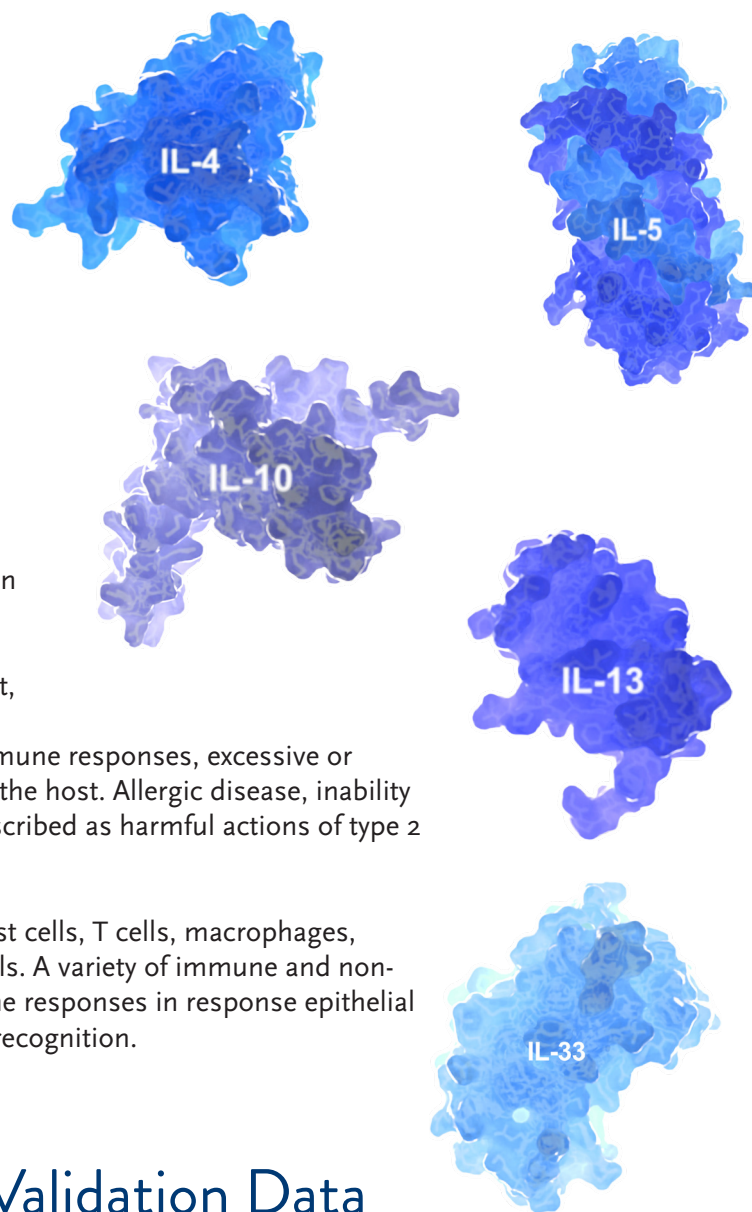 IL-4
IL-5
IL-10
n
IL-13
t,
mune responses, excessive or
the host. Allergic disease, inability
scribed as harmful actions of type 2
st cells, T cells, macrophages,
ls. A variety of immune and non-
ne responses in response epithelial
recognition.
IL-33
Validation Data